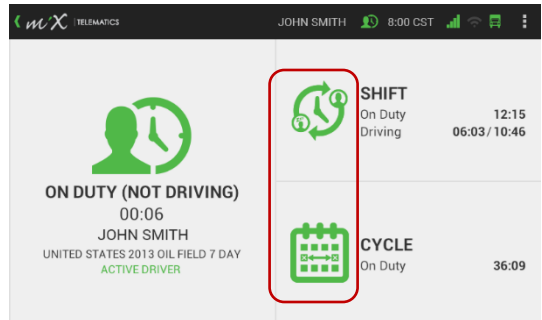 miX TELEMATICS JOHN SMITH 8:00 CST
ON DUTY (NOT DRIVING)
00:06
JOHN SMITH
UNITED STATES 2013 OIL FIELD 7 DAY
ACTIVE DRIVER
SHIFT
On Duty 12:15
Driving 06:03/10:46
CYCLE
On Duty 36:09